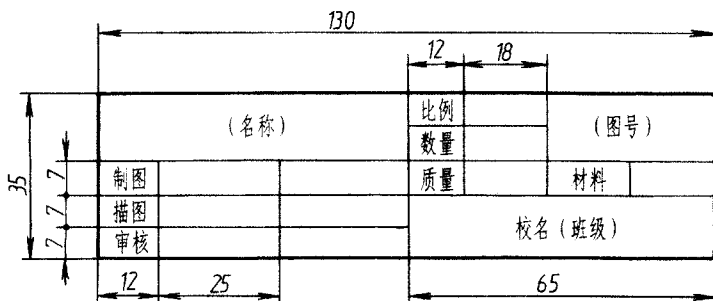 130
12 18
比例
(名称) (图号)
数量
35
7 制图 质量 材料
7 描图
校名(班级)
7 审核
12 25 65